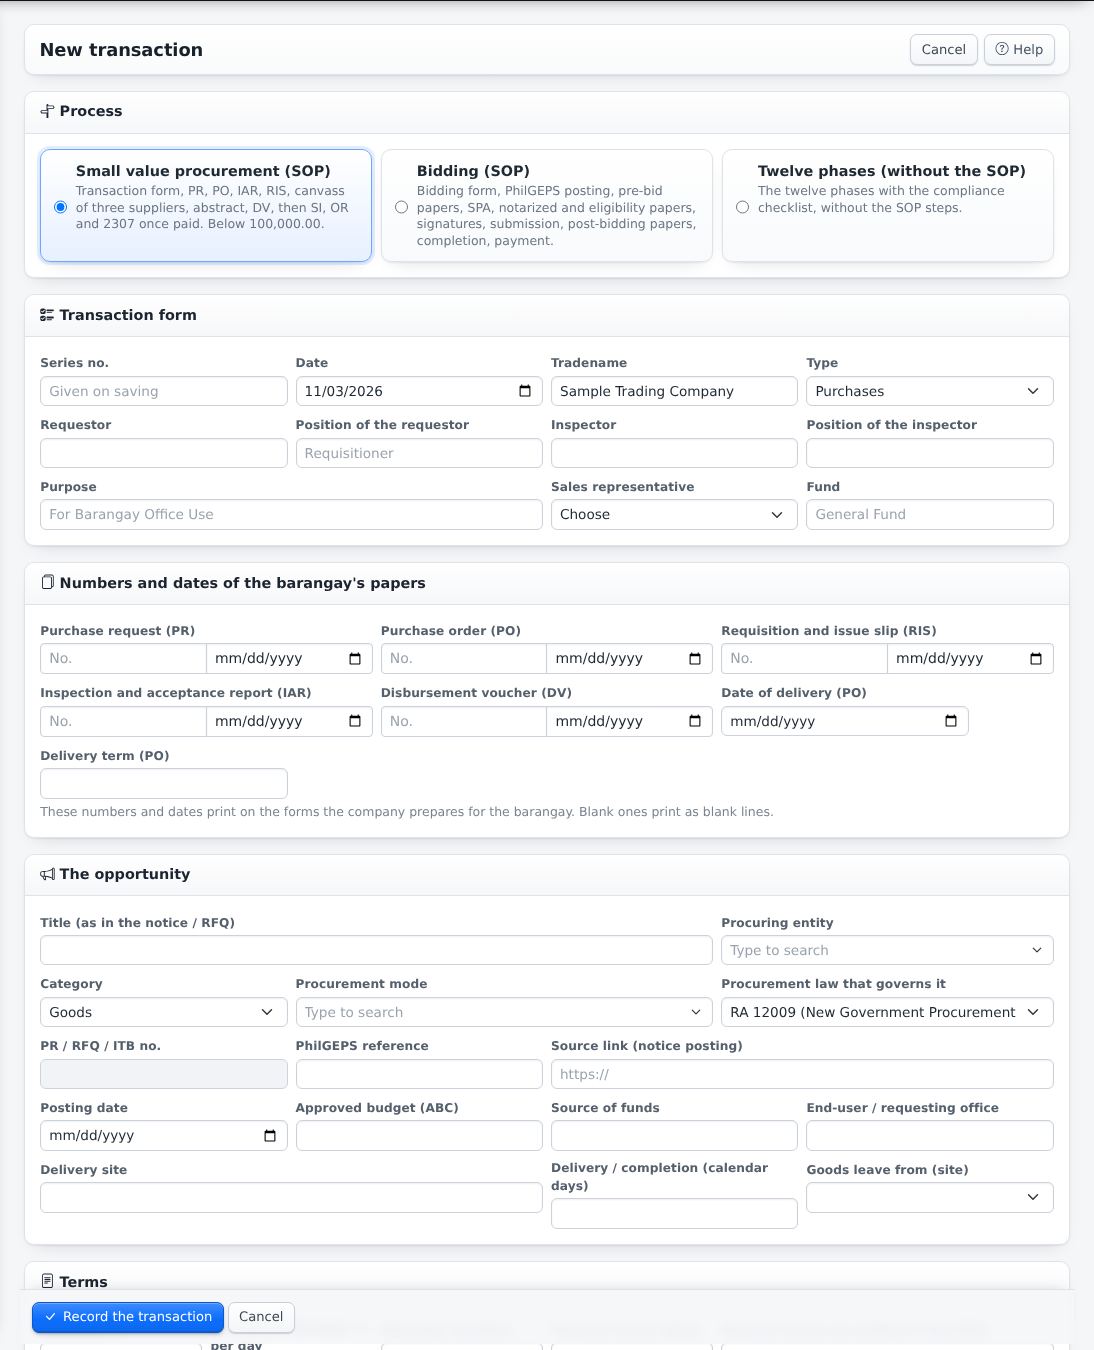 New transaction
Cancel
Help
Process
Small value procurement (SOP)
Transaction form, PR, PO, IAR, RIS, canvass
of three suppliers, abstract, DV, then SI, OR
and 2307 once paid. Below 100,000.00.
Bidding (SOP)
Bidding form, PhilGEPS posting, pre-bid
papers, SPA, notarized and eligibility papers,
signatures, submission, post-bidding papers,
completion, payment.
Twelve phases (without the SOP)
The twelve phases with the compliance
checklist, without the SOP steps.
Transaction form
Series no.
Date
Tradename
Type
Given on saving
11/03/2026
Sample Trading Company
Purchases
Requestor
Position of the requestor
Inspector
Position of the inspector
Requisitioner
Purpose
Sales representative
Fund
For Barangay Office Use
Choose
General Fund
Numbers and dates of the barangay's papers
Purchase request (PR)
Purchase order (PO)
Requisition and issue slip (RIS)
No.
mm/dd/yyyy
No.
mm/dd/yyyy
No.
mm/dd/yyyy
Inspection and acceptance report (IAR)
Disbursement voucher (DV)
Date of delivery (PO)
No.
mm/dd/yyyy
No.
mm/dd/yyyy
mm/dd/yyyy
Delivery term (PO)
These numbers and dates print on the forms the company prepares for the barangay. Blank ones print as blank lines.
The opportunity
Title (as in the notice / RFQ)
Procuring entity
Type to search
Category
Procurement mode
Procurement law that governs it
Goods
Type to search
RA 12009 (New Government Procurement
PR / RFQ / ITB no.
PhilGEPS reference
Source link (notice posting)
https://
Posting date
Approved budget (ABC)
Source of funds
End-user / requesting office
mm/dd/yyyy
Delivery site
Delivery / completion (calendar
days)
Goods leave from (site)
Terms
Record the transaction
Cancel
per day